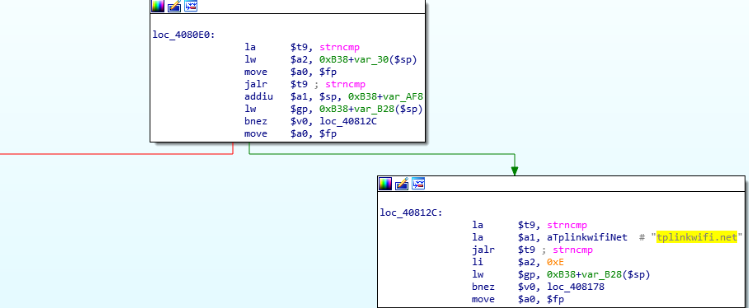 loc_4080E0:
la $t9, strncmp
lw $a2, 0xB38+var_30($sp)
move $a0, $fp
jalr $t9 ; strncmp
addiu $a1, $sp, 0xB38+var_AF8
lw $gp, 0xB38+var_B28($sp)
bnez $v0, loc_40812C
move $a0, $fp
loc_40812C:
la $t9, strncmp
la $a1, aTplinkwifiNet # "tplinkwifi.net"
jalr $t9 ; strncmp
li $a2, 0xE
lw $gp, 0xB38+var_B28($sp)
bnez $v0, loc_408178
move $a0, $fp